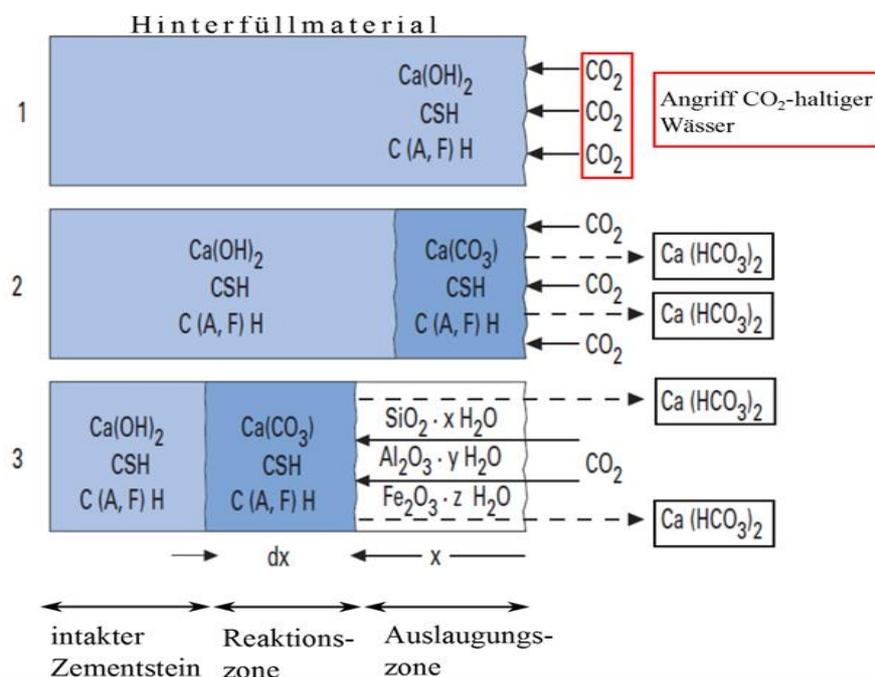 Hinterfüllmaterial
1
Ca(OH)₂
CSH
C (A, F) H
CO₂
CO₂
CO₂
Angriff CO₂-haltiger
Wässer
2
Ca(OH)₂
CSH
C (A, F) H
Ca(CO₃)
CSH
C (A, F) H
CO₂
CO₂
CO₂
Ca (HCO₃)₂
Ca (HCO₃)₂
3
Ca(OH)₂
CSH
C (A, F) H
Ca(CO₃)
CSH
C (A, F) H
SiO₂ · x H₂O
Al₂O₃ · y H₂O
Fe₂O₃ · z H₂O
CO₂
Ca (HCO₃)₂
Ca (HCO₃)₂
dx
x
intakter
Zementstein
Reaktions-
zone
Auslaugungs-
zone